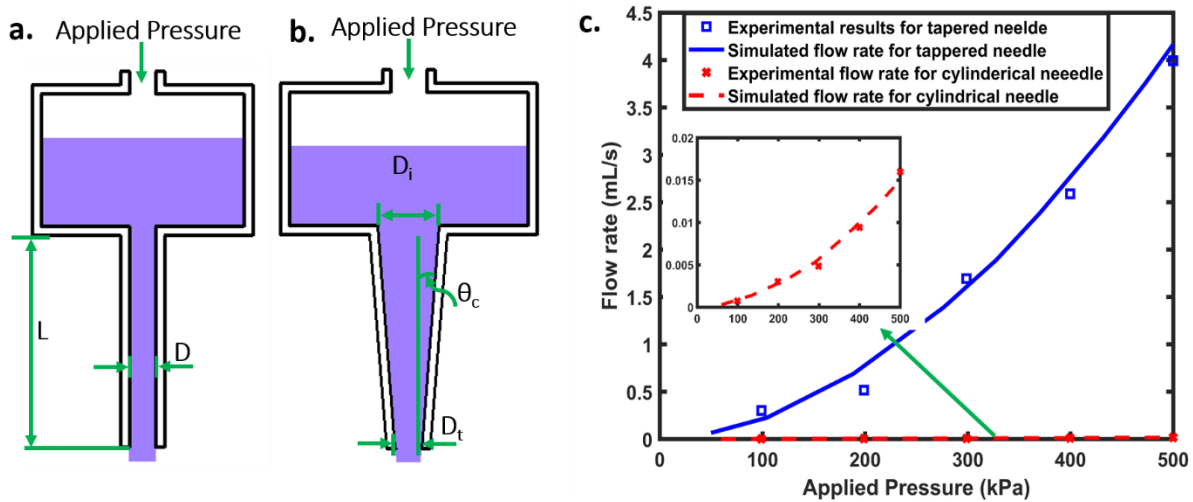 a.
Applied Pressure
L
D
b.
Applied Pressure
Di
θc
Dt
c.
Experimental results for tapered neelde
Simulated flow rate for tappered needle
Experimental flow rate for cylinderical neeedle
Simulated flow rate for cylindrical needle
Flow rate (mL/s)
4.5
4
3.5
3
2.5
2
1.5
1
0.5
0
0.02
0.015
0.01
0.005
0
0 100 200 300 400 500
0 100 200 300 400 500
Applied Pressure (kPa)